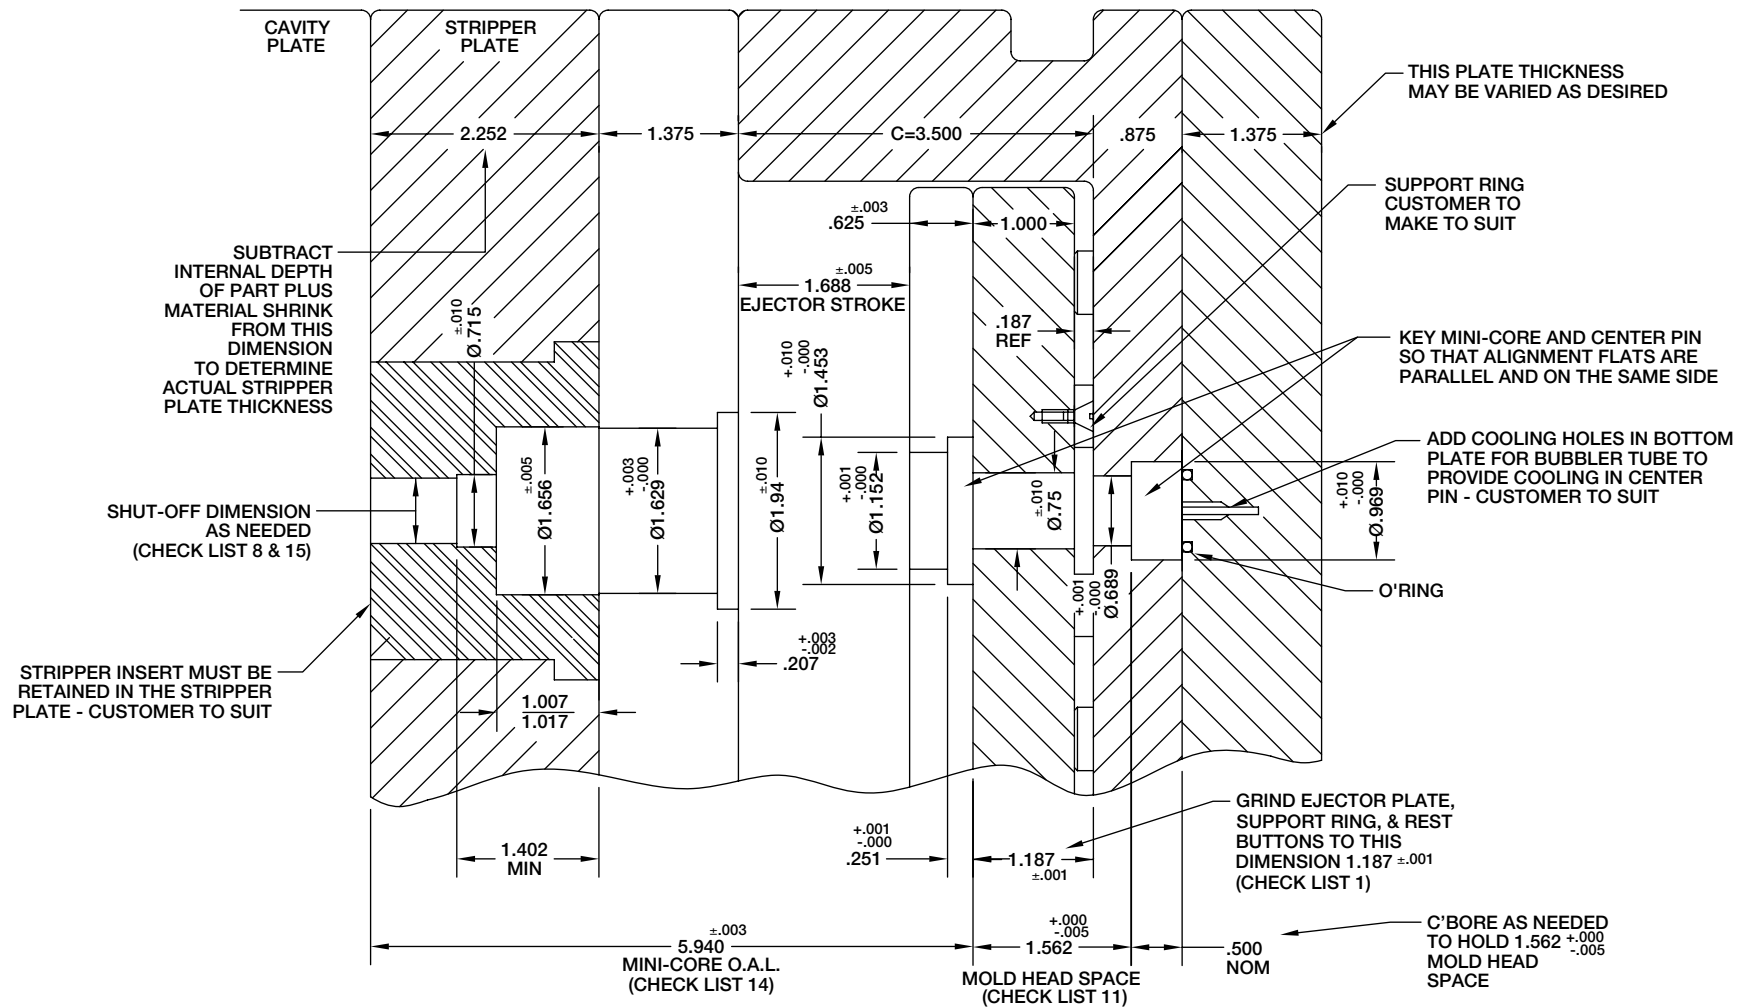 CAVITY
PLATE
STRIPPER
PLATE
THIS PLATE THICKNESS
MAY BE VARIED AS DESIRED
2.252
1.375
C=3.500
.875
1.375
SUPPORT RING
CUSTOMER TO
MAKE TO SUIT
±.003
.625
1.000
SUBTRACT
INTERNAL DEPTH
OF PART PLUS
MATERIAL SHRINK
FROM THIS
DIMENSION
TO DETERMINE
ACTUAL STRIPPER
PLATE THICKNESS
±.010
Ø.715
±.005
1.688
EJECTOR STROKE
.187
REF
KEY MINI-CORE AND CENTER PIN
SO THAT ALIGNMENT FLATS ARE
PARALLEL AND ON THE SAME SIDE
+.010
-.000
Ø1.453
ADD COOLING HOLES IN BOTTOM
PLATE FOR BUBBLER TUBE TO
PROVIDE COOLING IN CENTER
PIN - CUSTOMER TO SUIT
SHUT-OFF DIMENSION
AS NEEDED
(CHECK LIST 8 & 15)
±.005
Ø1.656
+.003
-.000
Ø1.629
±.010
Ø1.94
+.001
-.000
Ø1.152
±.010
Ø.75
+.001
-.000
Ø.689
+.010
-.000
Ø.969
O'RING
STRIPPER INSERT MUST BE
RETAINED IN THE STRIPPER
PLATE - CUSTOMER TO SUIT
+.003
-.002
.207
1.007
1.017
1.402
MIN
+.001
-.000
.251
1.187
±.001
GRIND EJECTOR PLATE,
SUPPORT RING, & REST
BUTTONS TO THIS
DIMENSION 1.187 ±.001
(CHECK LIST 1)
±.003
5.940
MINI-CORE O.A.L.
(CHECK LIST 14)
+.000
-.005
1.562
MOLD HEAD SPACE
(CHECK LIST 11)
.500
NOM
C'BORE AS NEEDED
TO HOLD 1.562 +.000 -.005
MOLD HEAD
SPACE